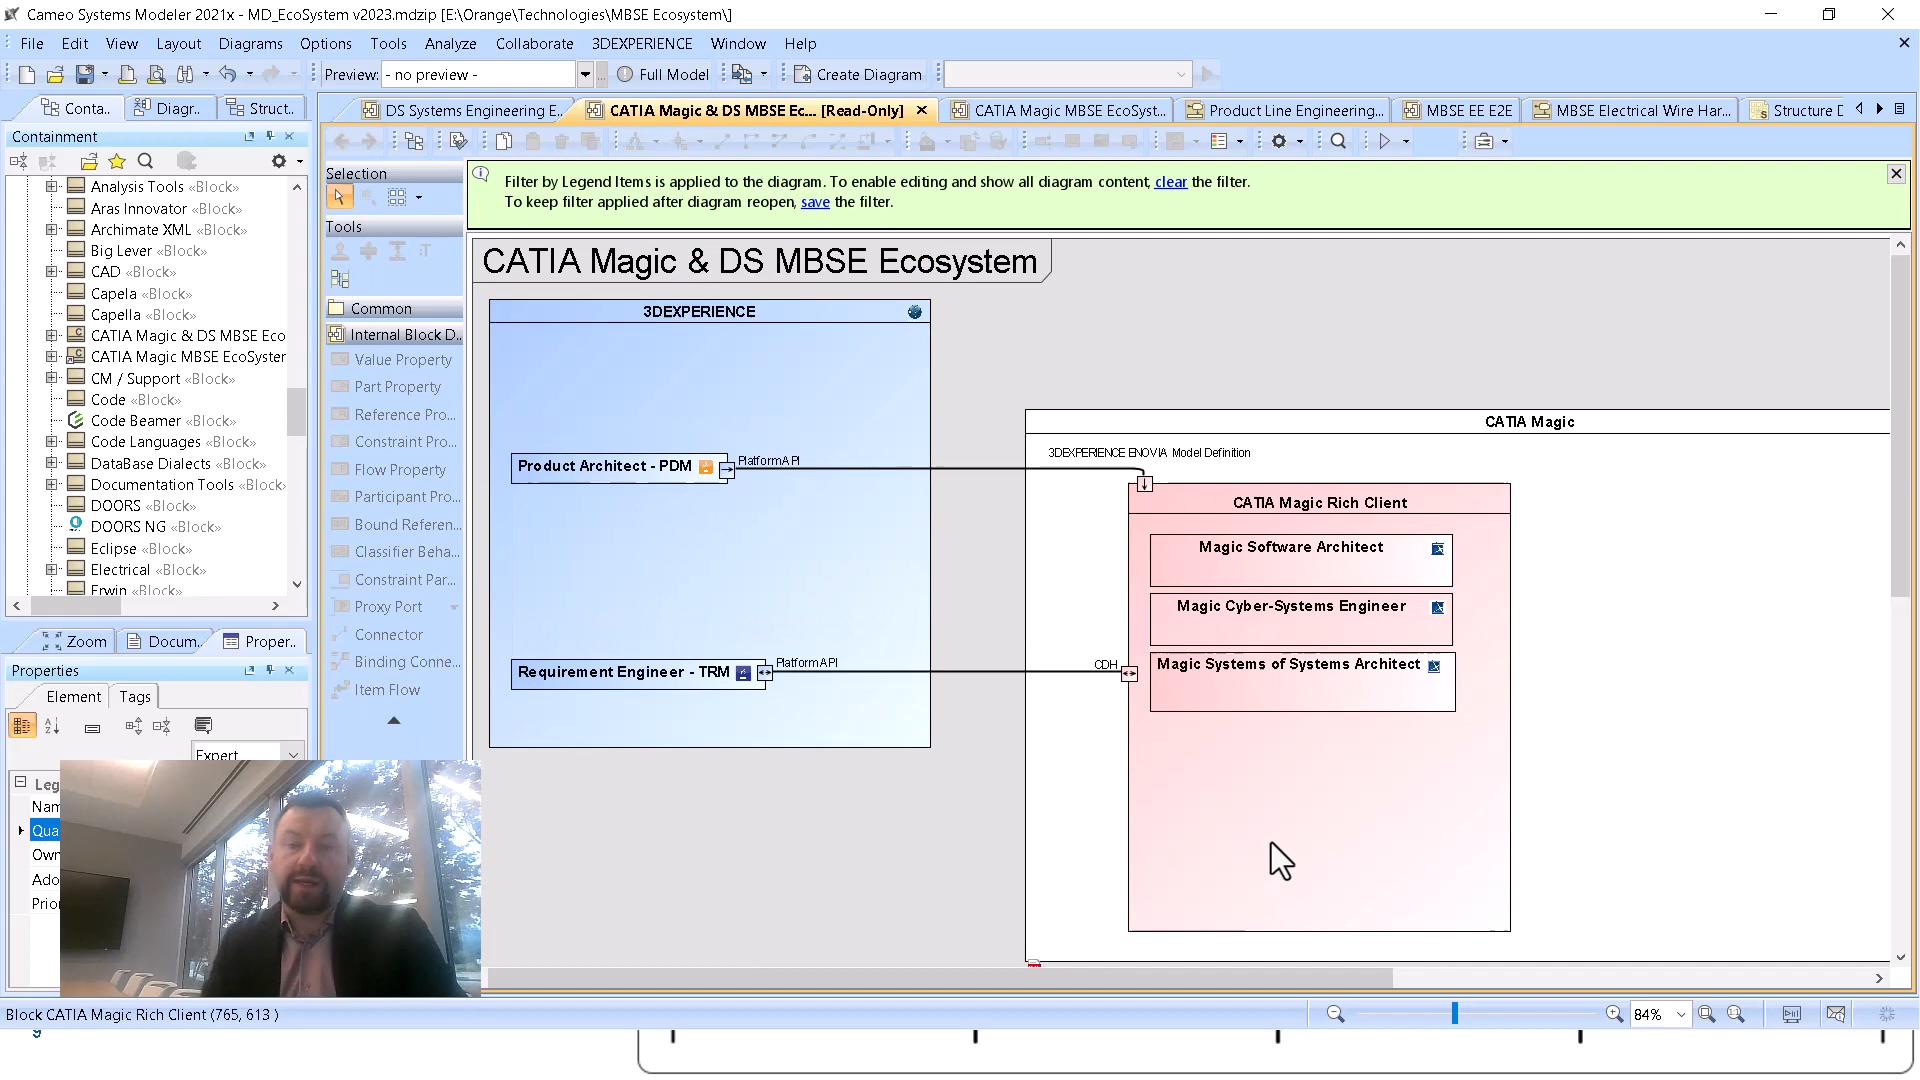 Cameo Systems Modeler 2021x - MD_EcoSystem v2023.mdzip [E:\Orange\Technologies\MBSE Ecosystem\]
File Edit View Layout Diagrams Options Tools Analyze Collaborate 3DEXPERIENCE Window Help
Preview: - no preview - ... Full Model Create Diagram
Conta.. Diagr.. Struct..
DS Systems Engineering E... CATIA Magic & DS MBSE Ec... [Read-Only] CATIA Magic MBSE EcoSyst... Product Line Engineering... MBSE EE E2E MBSE Electrical Wire Har... Structure
Containment
Analysis Tools «Block»
Aras Innovator «Block»
Archimate XML «Block»
Big Lever «Block»
CAD «Block»
Capela «Block»
Capella «Block»
CATIA Magic & DS MBSE Eco
CATIA Magic MBSE EcoSyster
CM / Support «Block»
Code «Block»
Code Beamer «Block»
Code Languages «Block»
DataBase Dialects «Block»
Documentation Tools «Block»
DOORS «Block»
DOORS NG «Block»
Eclipse «Block»
Electrical «Block»
Erwin «Block»
Zoom Docum.. Proper..
Properties
Element Tags
Expert
Leg
Nam
Qua
Own
Ado
Prior
Selection
Tools
Common
Internal Block D..
Value Property
Part Property
Reference Pro...
Constraint Pro...
Flow Property
Participant Pro...
Bound Referen...
Classifier Beha...
Constraint Par...
Proxy Port
Connector
Binding Conne...
Item Flow
Filter by Legend Items is applied to the diagram. To enable editing and show all diagram content, clear the filter.
To keep filter applied after diagram reopen, save the filter.
CATIA Magic & DS MBSE Ecosystem
3DEXPERIENCE
Product Architect - PDM
PlatformAPI
Requirement Engineer - TRM
PlatformAPI
CATIA Magic
3DEXPERIENCE ENOVIA Model Definition
CATIA Magic Rich Client
Magic Software Architect
Magic Cyber-Systems Engineer
CDH
Magic Systems of Systems Architect
Block CATIA Magic Rich Client (765, 613 )
84%